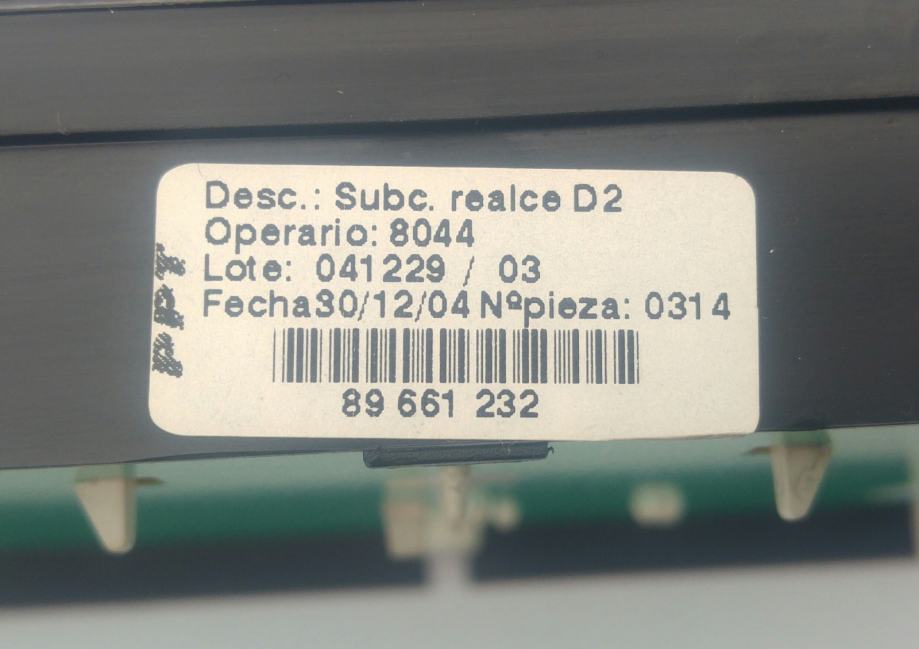 Desc.: Subc. realce D2
Operario: 8044
Lote: 041229 / 03
Fecha30/12/04 Nºpieza: 0314
89 661 232